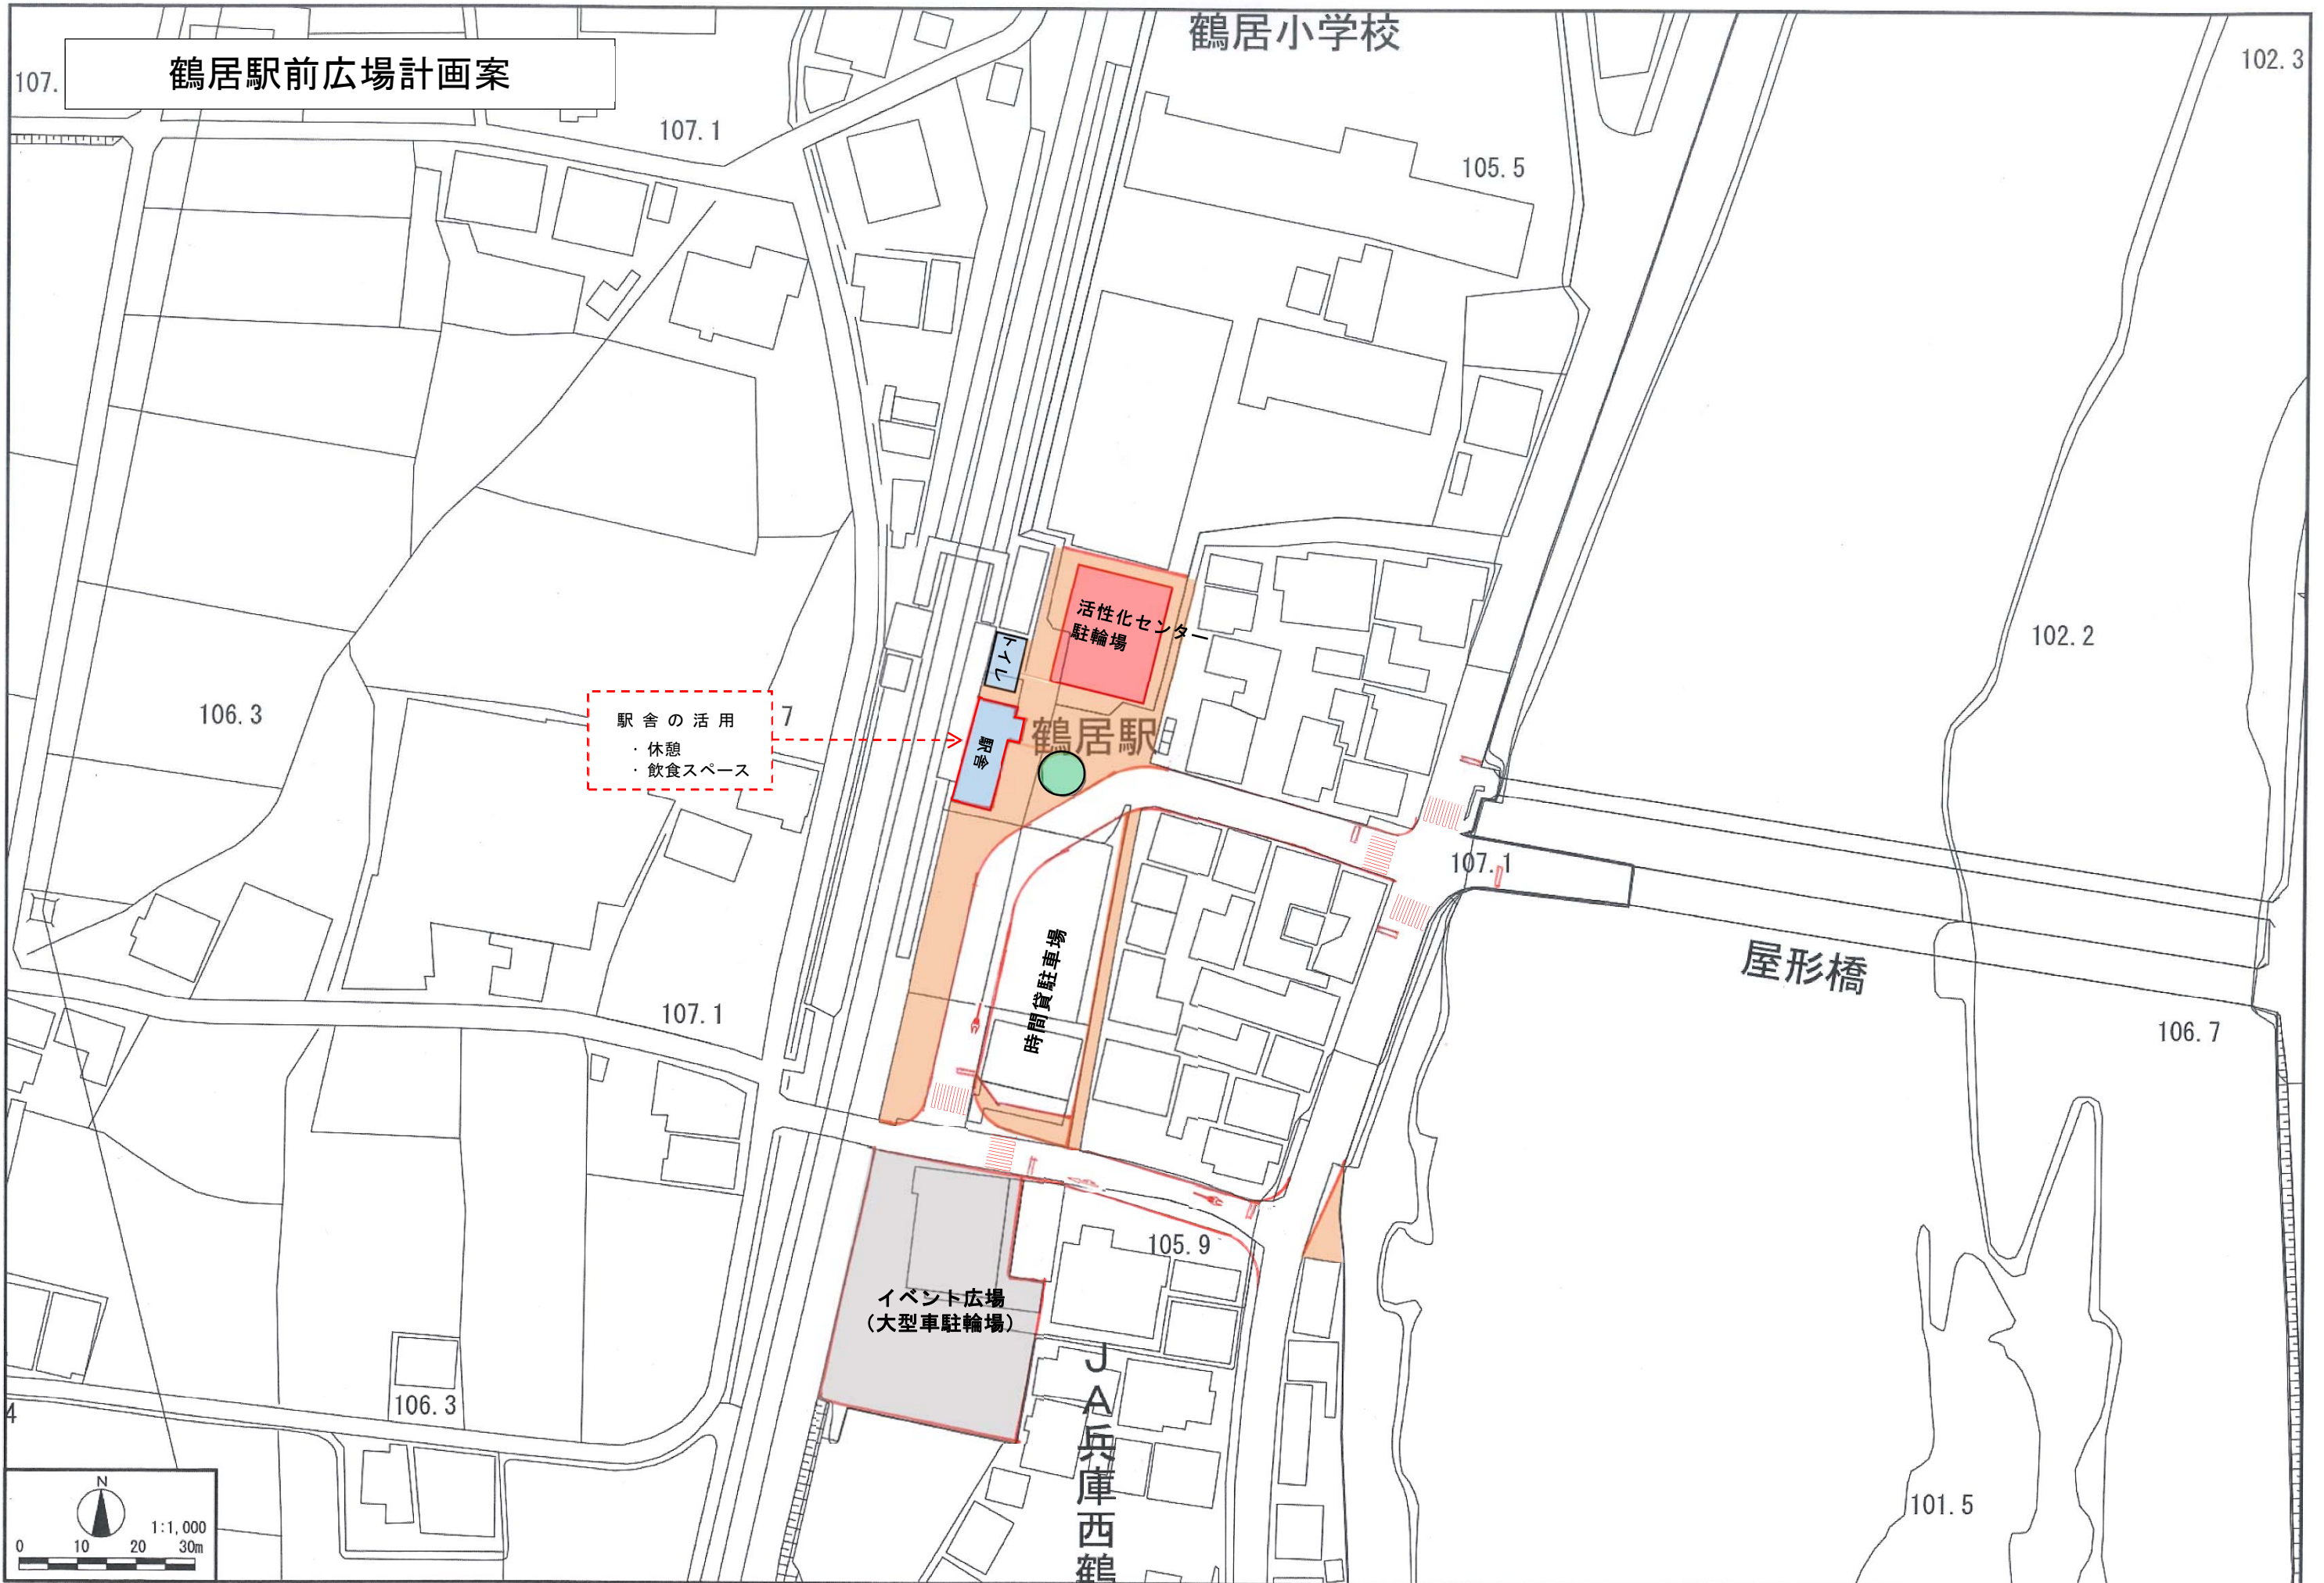 鶴居小学校
102.3
鶴居駅前広場計画案
107.
107.1
105.5
活性化センター
駐輪場
トイレ
102.2
106.3
駅舎の活用
・休憩
・飲食スペース
7
駅舎
鶴居駅
107.1
屋形橋
時間貸駐車場
107.1
106.7
105.9
イベント広場
（大型車駐輪場）
JA兵庫西鶴
106.3
4
101.5
N
1:1,000
0 10 20 30m